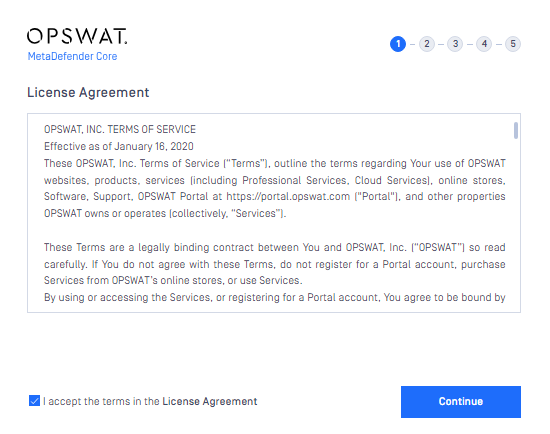 OPSWAT.
MetaDefender Core
1 2 3 4 5
License Agreement
OPSWAT, INC. TERMS OF SERVICE
Effective as of January 16, 2020
These OPSWAT, Inc. Terms of Service (“Terms”), outline the terms regarding Your use of OPSWAT
websites, products, services (including Professional Services, Cloud Services), online stores,
Software, Support, OPSWAT Portal at https://portal.opswat.com ("Portal"), and other properties
OPSWAT owns or operates (collectively, “Services”).
These Terms are a legally binding contract between You and OPSWAT, Inc. (“OPSWAT”) so read
carefully. If You do not agree with these Terms, do not register for a Portal account, purchase
Services from OPSWAT’s online stores, or use Services.
By using or accessing the Services, or registering for a Portal account, You agree to be bound by
I accept the terms in the License Agreement
Continue